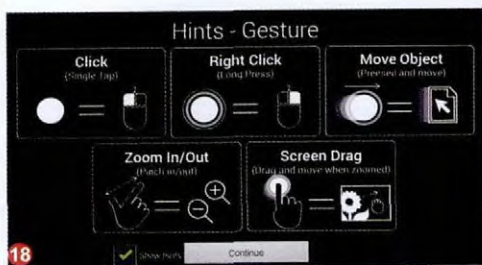 Hints - Gesture
Click
(Single Tap)
Right Click
(Long Press)
Move Object
(Preesed and move)
Zoom In/Out
(Pinch in/out)
Screen Drag
(Drag and move when zoomed)
18
Show hints
Continue